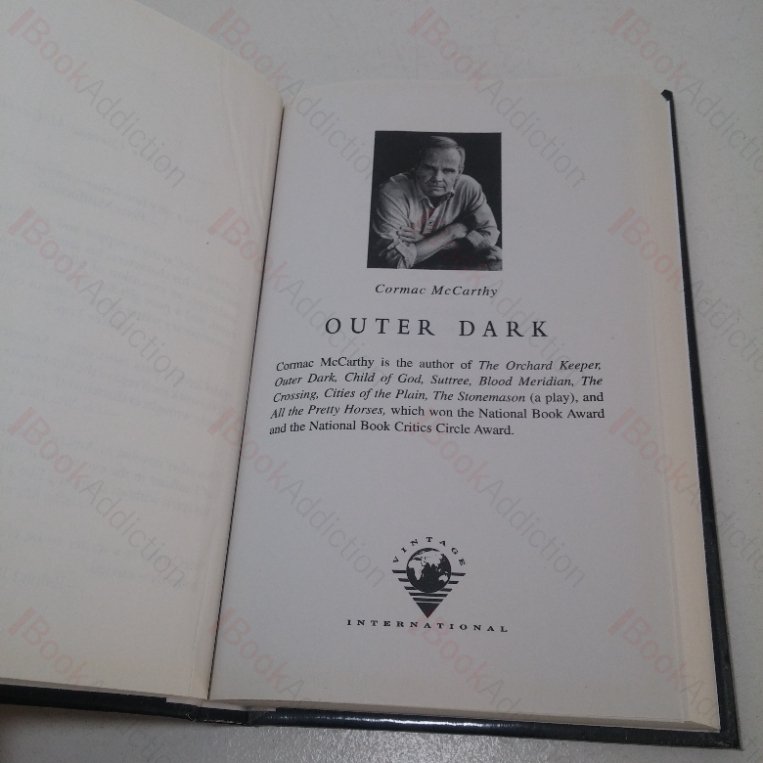 Cormac McCarthy
OUTER DARK
Cormac McCarthy is the author of The Orchard Keeper,
Outer Dark, Child of God, Suttree, Blood Meridian, The
Crossing, Cities of the Plain, The Stonemason (a play), and
All the Pretty Horses, which won the National Book Award
and the National Book Critics Circle Award.
VINTAGE
INTERNATIONAL
BookAddiction